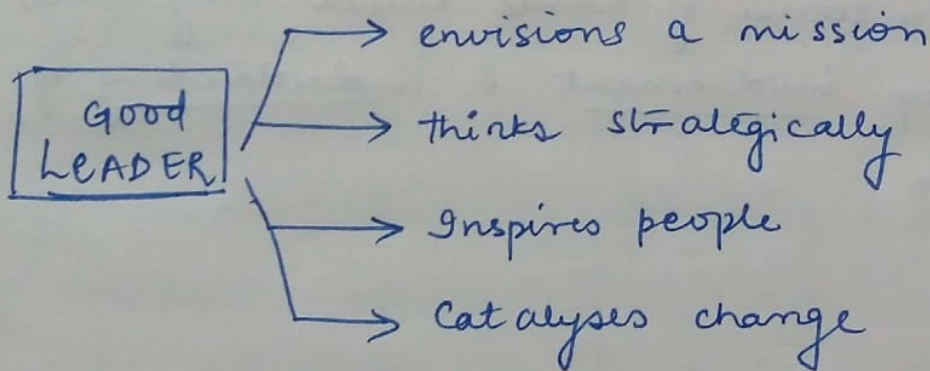 envisions a mission
Good
LEADER
thinks strategically
Inspires people
Catalyses change